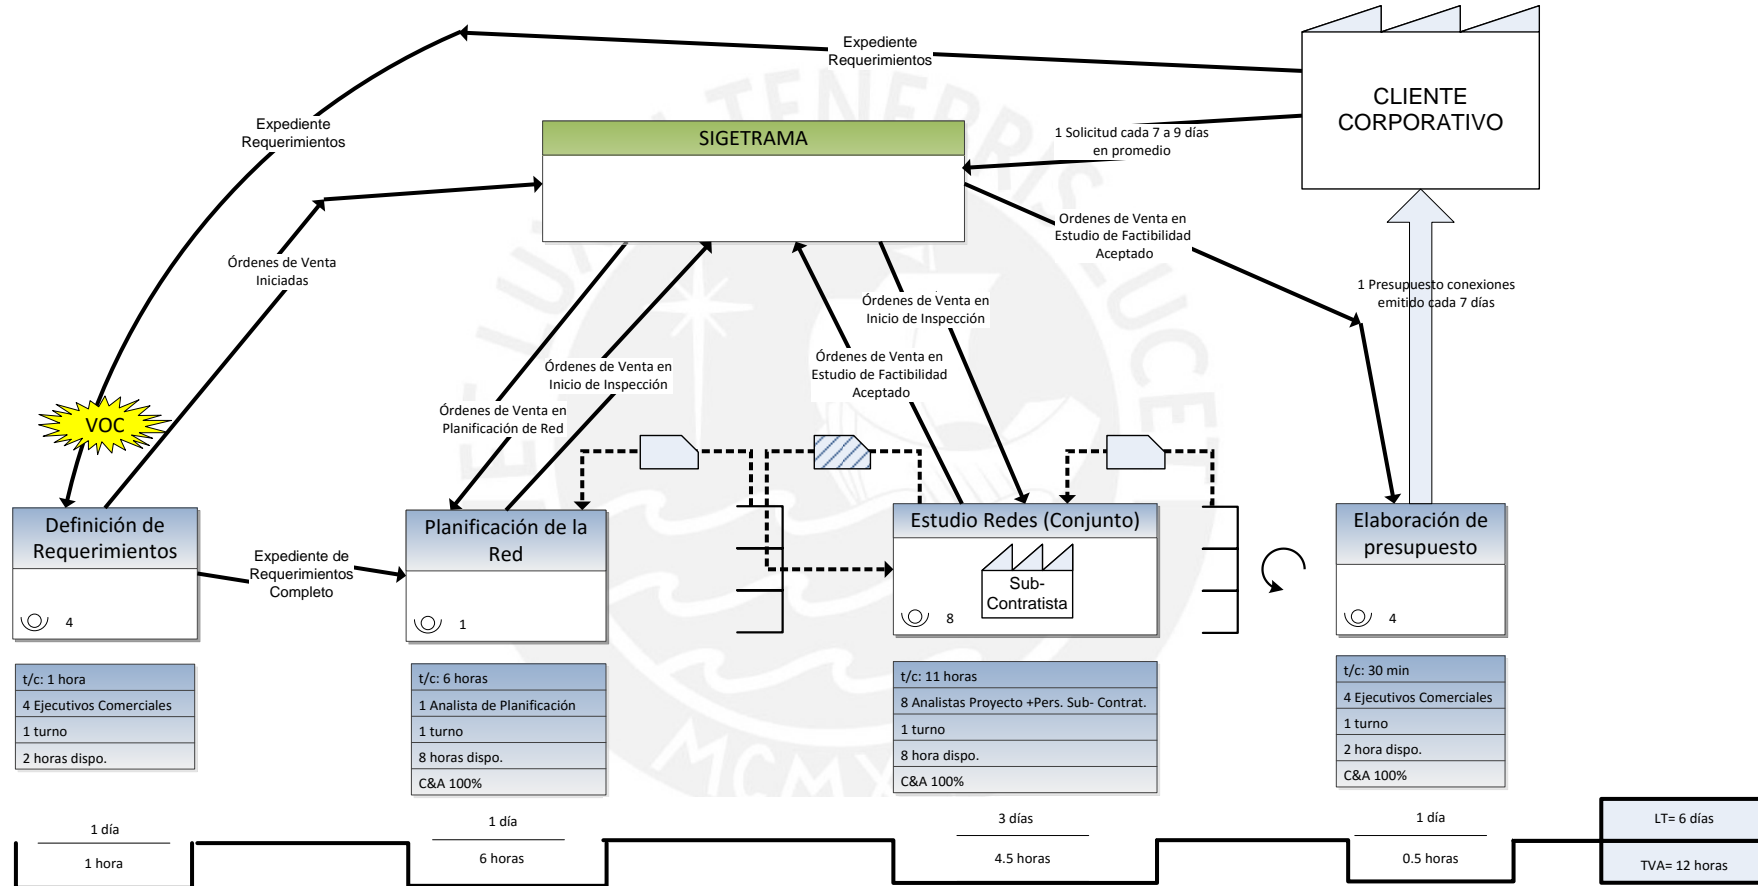 Expediente
Requerimientos
CLIENTE
CORPORATIVO
Expediente
Requerimientos
SIGETRAMA
1 Solicitud cada 7 a 9 días
en promedio
Ordenes de Venta en
Estudio de Factibilidad
Aceptado
Órdenes de Venta
Iniciadas
1 Presupuesto conexiones
emitido cada 7 días
Órdenes de Venta en
Inicio de Inspección
Órdenes de Venta en
Inicio de Inspección
Órdenes de Venta en
Estudio de Factibilidad
Aceptado
Órdenes de Venta en
Planificación de Red
VOC
Definición de
Requerimientos
4
Expediente de
Requerimientos
Completo
Planificación de la
Red
1
Estudio Redes (Conjunto)
Sub-
Contratista
8
Elaboración de
presupuesto
4
t/c: 1 hora
4 Ejecutivos Comerciales
1 turno
2 horas dispo.
t/c: 6 horas
1 Analista de Planificación
1 turno
8 horas dispo.
C&A 100%
t/c: 11 horas
8 Analistas Proyecto +Pers. Sub- Contrat.
1 turno
8 hora dispo.
C&A 100%
t/c: 30 min
4 Ejecutivos Comerciales
1 turno
2 hora dispo.
C&A 100%
1 día
1 hora
1 día
6 horas
3 días
4.5 horas
1 día
0.5 horas
LT= 6 días
TVA= 12 horas